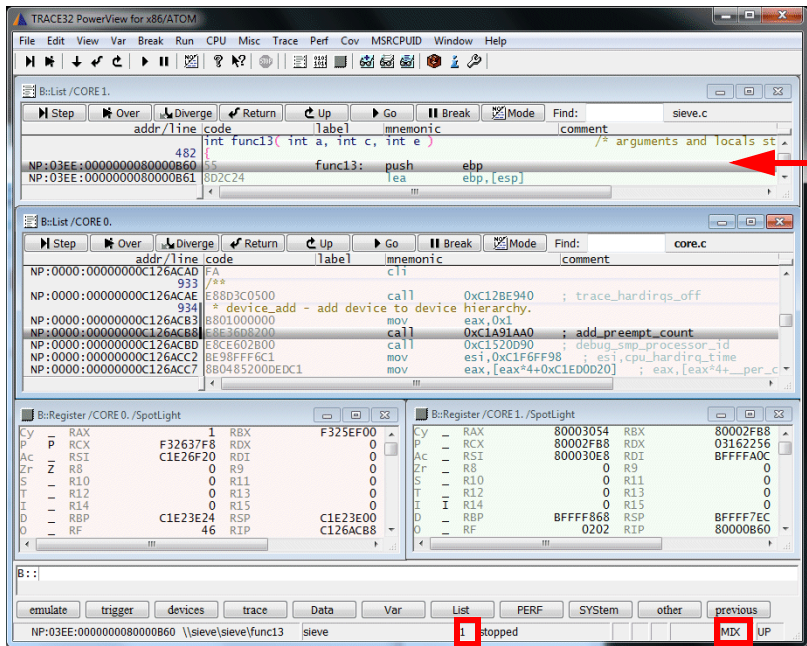 TRACE32 PowerView for x86/ATOM
File Edit View Var Break Run CPU Misc Trace Perf Cov MSRCPUID Window Help
B::List /CORE 1.
Step Over Diverge Return Up Go Break Mode Find: sieve.c
addr/line code label mnemonic comment
int func13( int a, int c, int e ) /* arguments and locals st
482 {
NP:03EE:0000000080000B60 55 func13: push ebp
NP:03EE:0000000080000B61 8D2C24 lea ebp,[esp]
B::List /CORE 0.
Step Over Diverge Return Up Go Break Mode Find: core.c
addr/line code label mnemonic comment
NP:0000:00000000C126ACAD FA cli
933 /**
NP:0000:00000000C126ACAE E88D3C0500 call 0xC12BE940 ; trace_hardirqs_off
934 * device_add - add device to device hierarchy.
NP:0000:00000000C126ACB3 B801000000 mov eax,0x1
NP:0000:00000000C126ACB8 E8E36D8200 call 0xC1A91AA0 ; add_preempt_count
NP:0000:00000000C126ACBD E8CE602B00 call 0xC1520D90 ; debug_smp_processor_id
NP:0000:00000000C126ACC2 BE98FFF6C1 mov esi,0xC1F6FF98 ; esi,cpu_hardirq_time
NP:0000:00000000C126ACC7 8B0485200DEDC1 mov eax,[eax*4+0xC1ED0D20] ; eax,[eax*4+__per_c
B::Register /CORE 0. /SpotLight
Cy _ RAX 1 RBX F325EF00
P P RCX F32637F8 RDX 0
Ac _ RSI C1E26F20 RDI 0
Zr Z R8 0 R9 0
S _ R10 0 R11 0
T _ R12 0 R13 0
I _ R14 0 R15 0
D _ RBP C1E23E24 RSP C1E23E00
O _ RF 46 RIP C126ACB8
B::Register /CORE 1. /SpotLight
Cy _ RAX 80003054 RBX 80002FB8
P _ RCX 80002FB8 RDX 03162256
Ac _ RSI 800030E8 RDI BFFFFA0C
Zr _ R8 0 R9 0
S _ R10 0 R11 0
T _ R12 0 R13 0
I I R14 0 R15 0
D _ RBP BFFFF868 RSP BFFFF7EC
O _ RF 0202 RIP 80000B60
B::
emulate trigger devices trace Data Var List PERF SYStem other previous
NP:03EE:0000000080000B60 \\sieve\sieve\func13 sieve 1 stopped MIX UP